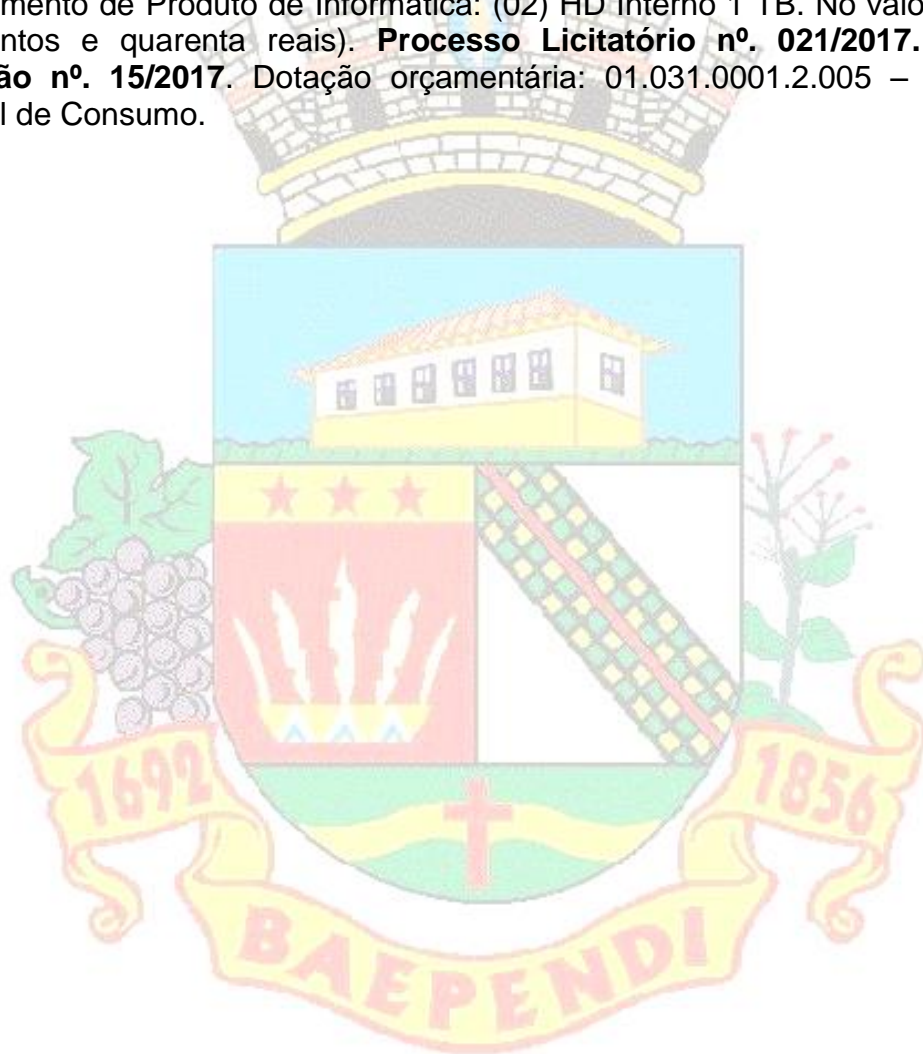 mento de Produto de Informática: (02) HD Interno 1 TB. No valo
ntos e quarenta reais). Processo Licitatório nº. 021/2017.
ão nº. 15/2017. Dotação orçamentária: 01.031.0001.2.005 –
l de Consumo.
1692
1856
BAEPENDI